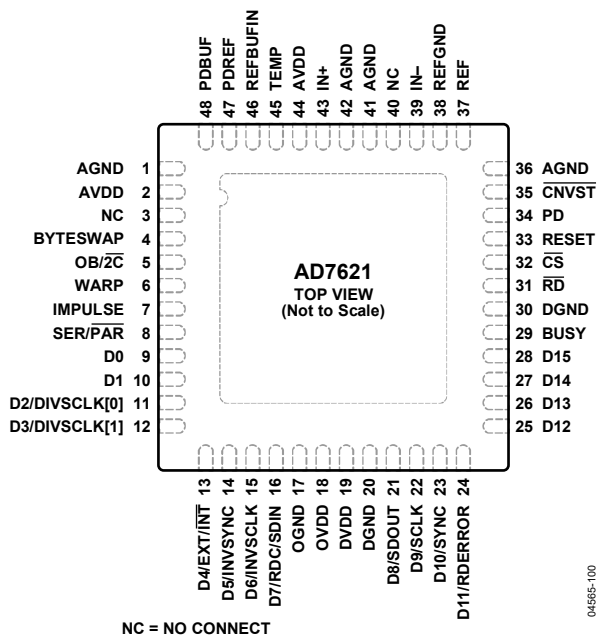 48 PDBUF
47 PDREF
46 REFBUFIN
45 TEMP
44 AVDD
43 IN+
42 AGND
41 AGND
40 NC
39 IN–
38 REFGND
37 REF
AGND 1
AVDD 2
NC 3
BYTESWAP 4
OB/2C̅ 5
WARP 6
IMPULSE 7
SER/P̅A̅R̅ 8
D0 9
D1 10
D2/DIVSCLK[0] 11
D3/DIVSCLK[1] 12
AD7621
TOP VIEW
(Not to Scale)
36 AGND
35 C̅N̅V̅S̅T̅
34 PD
33 RESET
32 C̅S̅
31 R̅D̅
30 DGND
29 BUSY
28 D15
27 D14
26 D13
25 D12
D4/EXT/I̅N̅T̅ 13
D5/INVSYNC 14
D6/INVSCLK 15
D7/RDC/SDIN 16
OGND 17
OVDD 18
DVDD 19
DGND 20
D8/SDOUT 21
D9/SCLK 22
D10/SYNC 23
D11/RDERROR 24
NC = NO CONNECT
04565-100